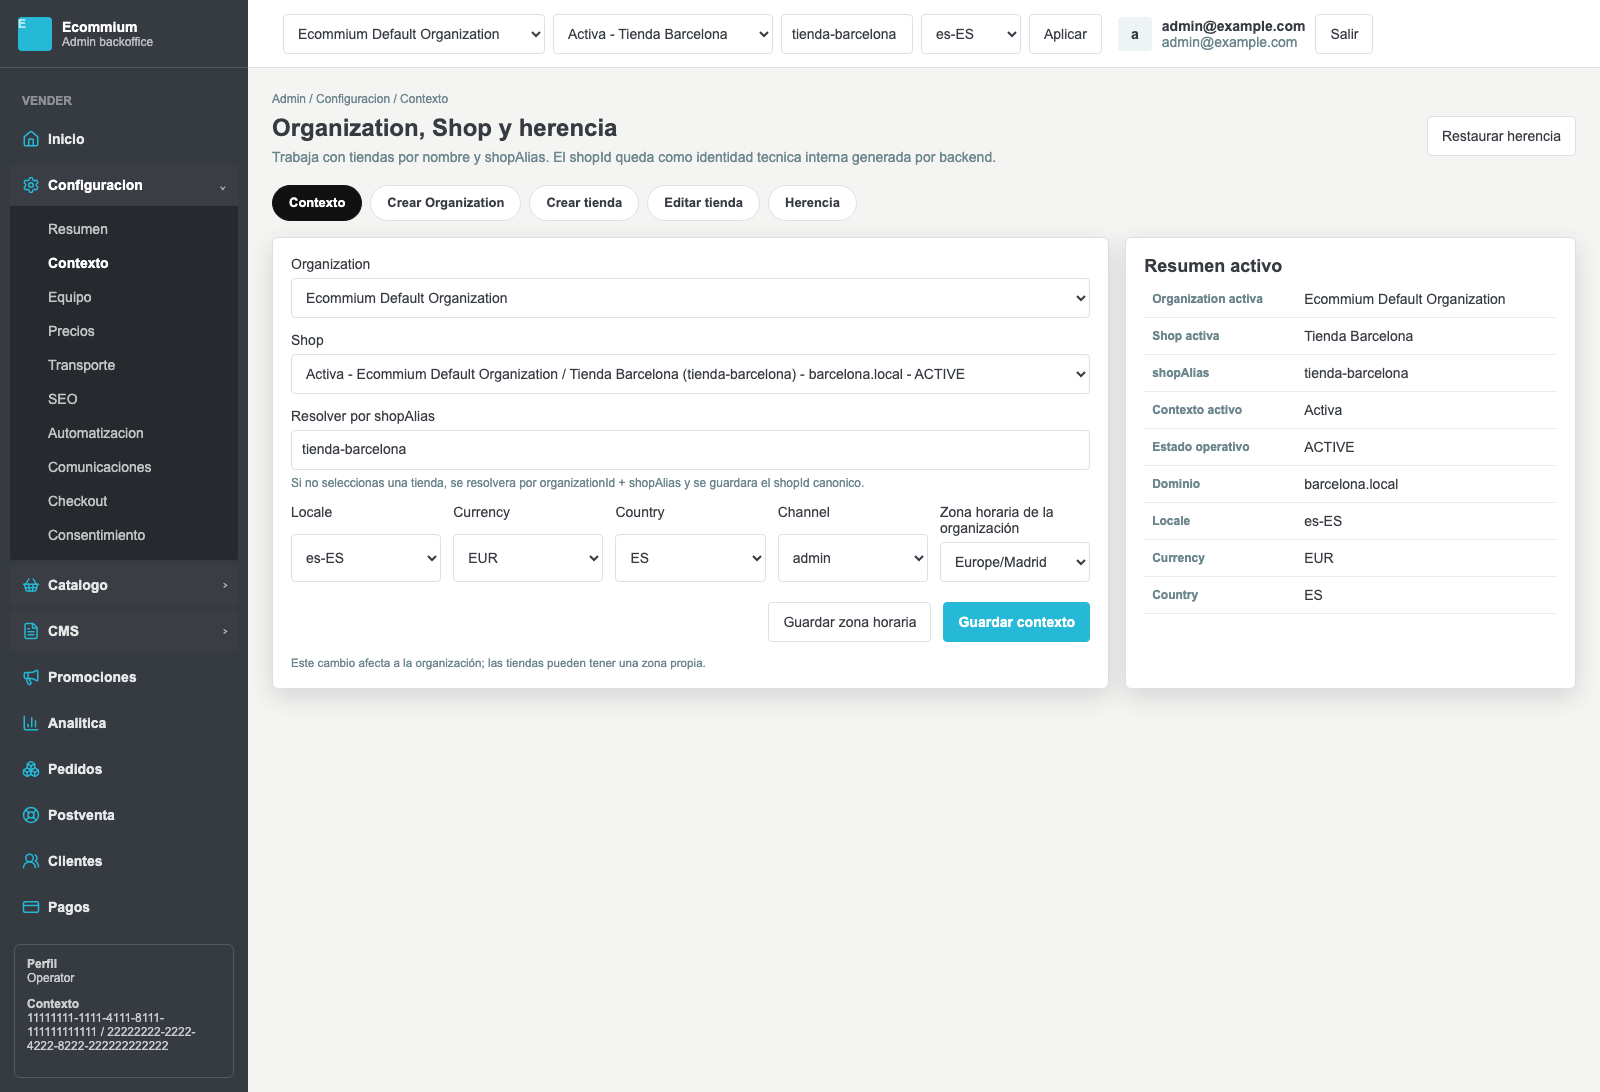 E
Ecommium
Admin backoffice
Ecommium Default Organization
Activa - Tienda Barcelona
tienda-barcelona
es-ES
Aplicar
a
admin@example.com
admin@example.com
Salir
VENDER
Inicio
Configuracion
Resumen
Contexto
Equipo
Precios
Transporte
SEO
Automatizacion
Comunicaciones
Checkout
Consentimiento
Catalogo
CMS
Promociones
Analitica
Pedidos
Postventa
Clientes
Pagos
Perfil
Operator
Contexto
11111111-1111-4111-8111-
111111111111 / 22222222-2222-
4222-8222-222222222222
Admin / Configuracion / Contexto
Organization, Shop y herencia
Trabaja con tiendas por nombre y shopAlias. El shopId queda como identidad tecnica interna generada por backend.
Restaurar herencia
Contexto
Crear Organization
Crear tienda
Editar tienda
Herencia
Organization
Ecommium Default Organization
Shop
Activa - Ecommium Default Organization / Tienda Barcelona (tienda-barcelona) - barcelona.local - ACTIVE
Resolver por shopAlias
tienda-barcelona
Si no seleccionas una tienda, se resolvera por organizationId + shopAlias y se guardara el shopId canonico.
Locale
es-ES
Currency
EUR
Country
ES
Channel
admin
Zona horaria de la
organización
Europe/Madrid
Guardar zona horaria
Guardar contexto
Este cambio afecta a la organización; las tiendas pueden tener una zona propia.
Resumen activo
Organization activa Ecommium Default Organization
Shop activa Tienda Barcelona
shopAlias tienda-barcelona
Contexto activo Activa
Estado operativo ACTIVE
Dominio barcelona.local
Locale es-ES
Currency EUR
Country ES